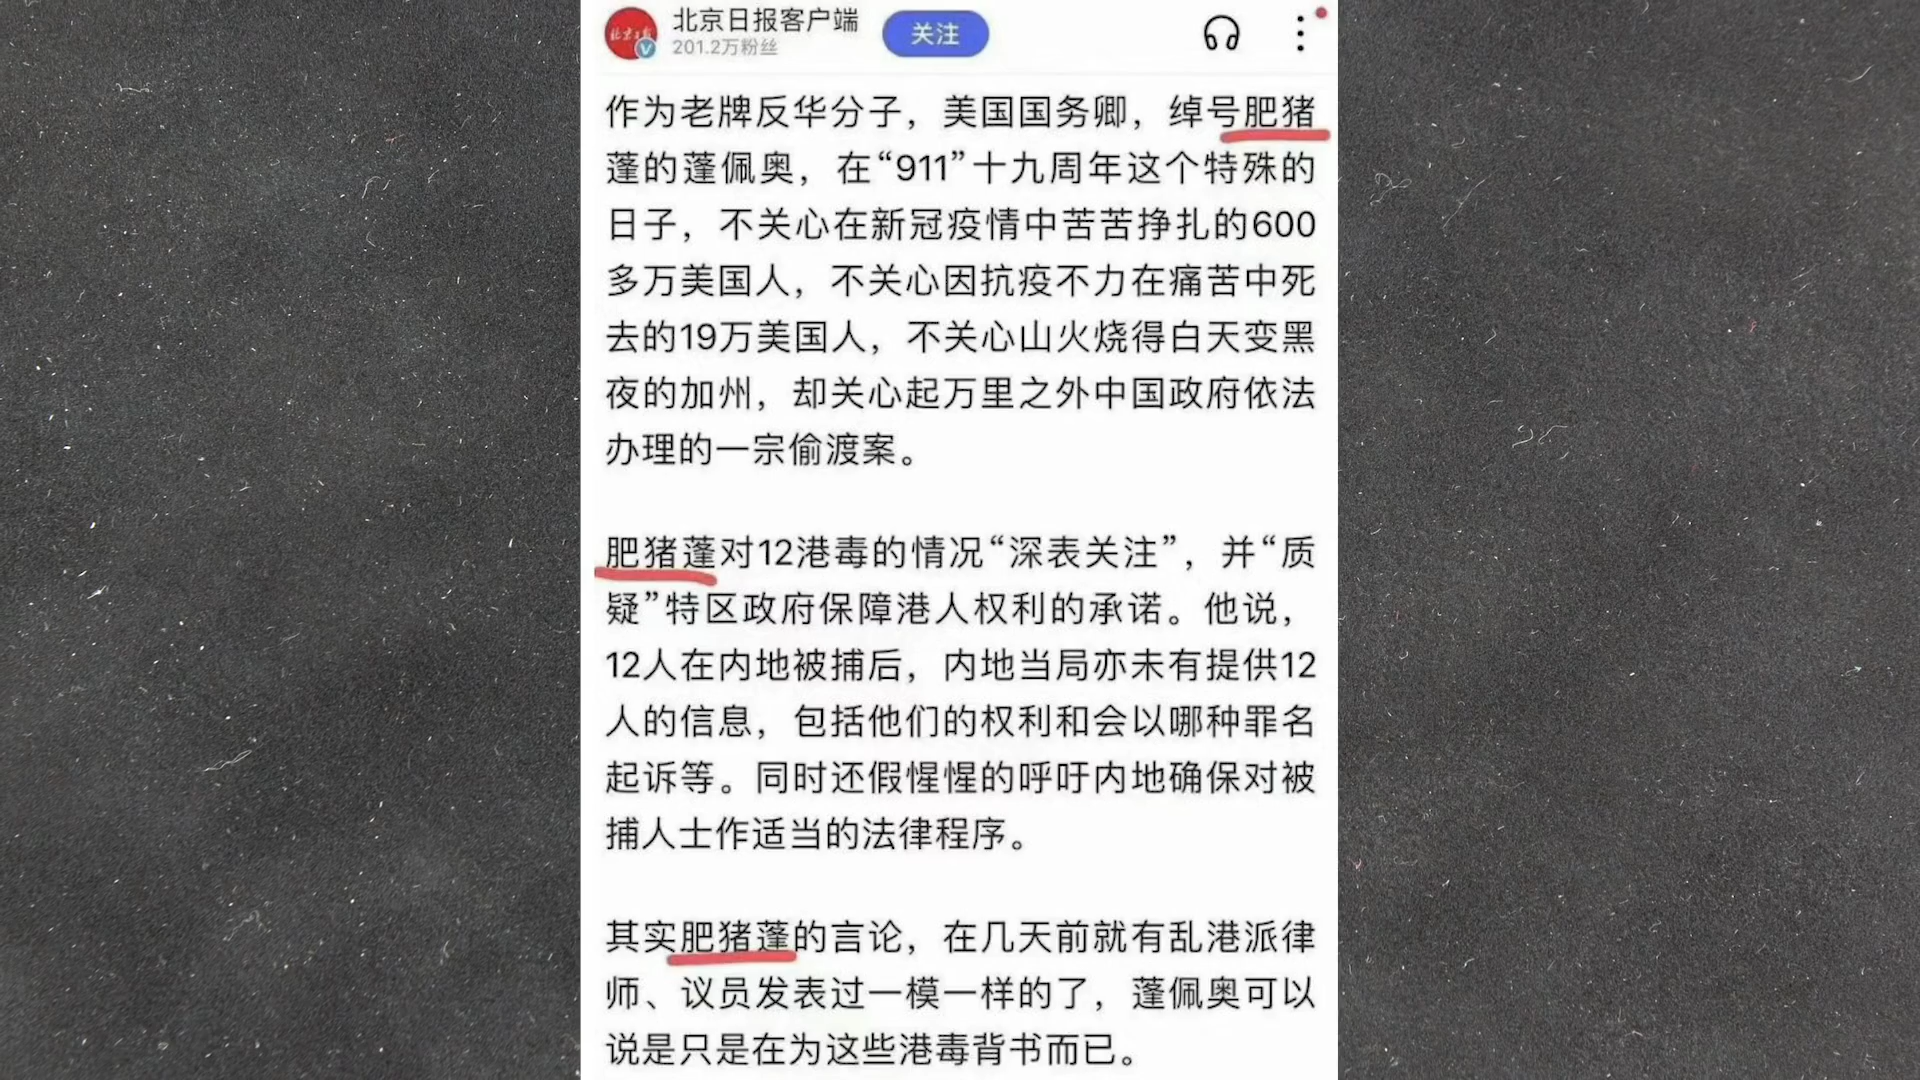 北京日报客户端
201.2万粉丝
关注
作为老牌反华分子，美国国务卿，绰号肥猪
蓬的蓬佩奥，在“911”十九周年这个特殊的
日子，不关心在新冠疫情中苦苦挣扎的600
多万美国人，不关心因抗疫不力在痛苦中死
去的19万美国人，不关心山火烧得白天变黑
夜的加州，却关心起万里之外中国政府依法
办理的一宗偷渡案。
肥猪蓬对12港毒的情况“深表关注”，并“质
疑”特区政府保障港人权利的承诺。他说，
12人在内地被捕后，内地当局亦未有提供12
人的信息，包括他们的权利和会以哪种罪名
起诉等。同时还假惺惺的呼吁内地确保对被
捕人士作适当的法律程序。
其实肥猪蓬的言论，在几天前就有乱港派律
师、议员发表过一模一样的了，蓬佩奥可以
说是只是在为这些港毒背书而已。